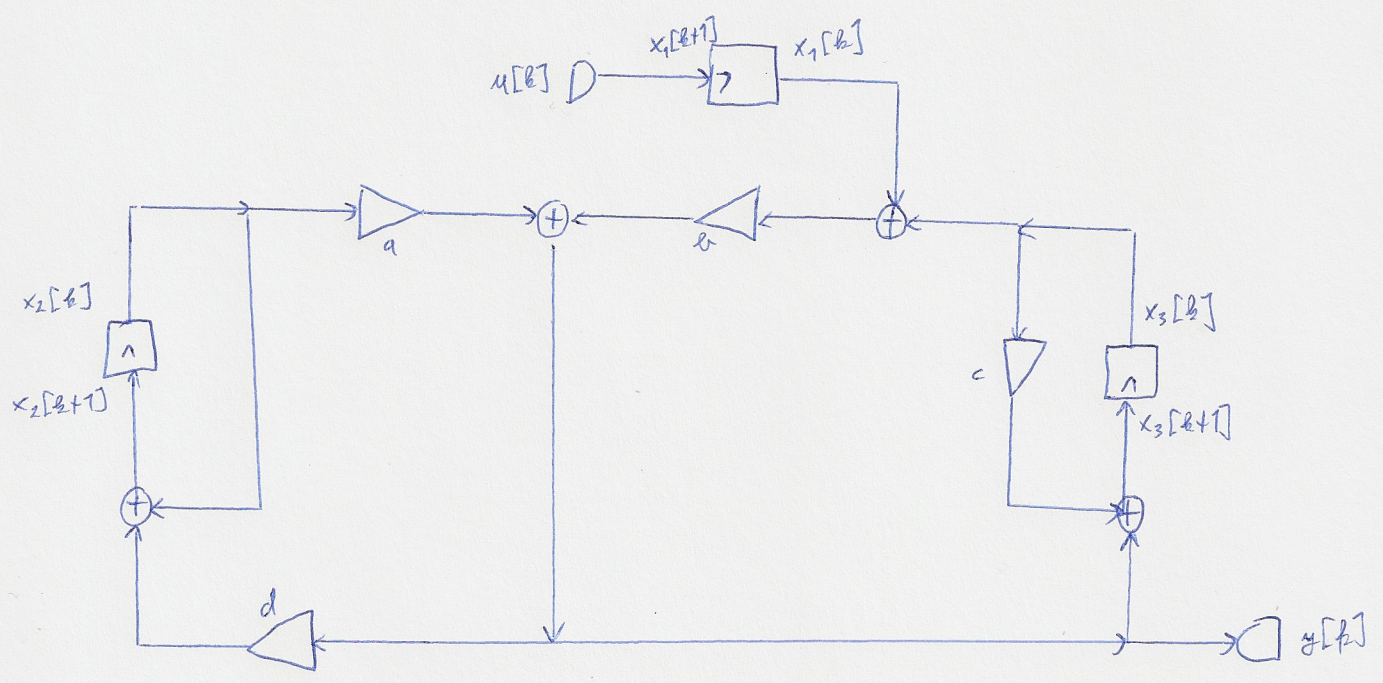 x₁[k+1] x₁[k]
u[k]
+ +
a b
x₂[k] x₃[k]
c
x₂[k+1] x₃[k+1]
+ +
d
y[k]